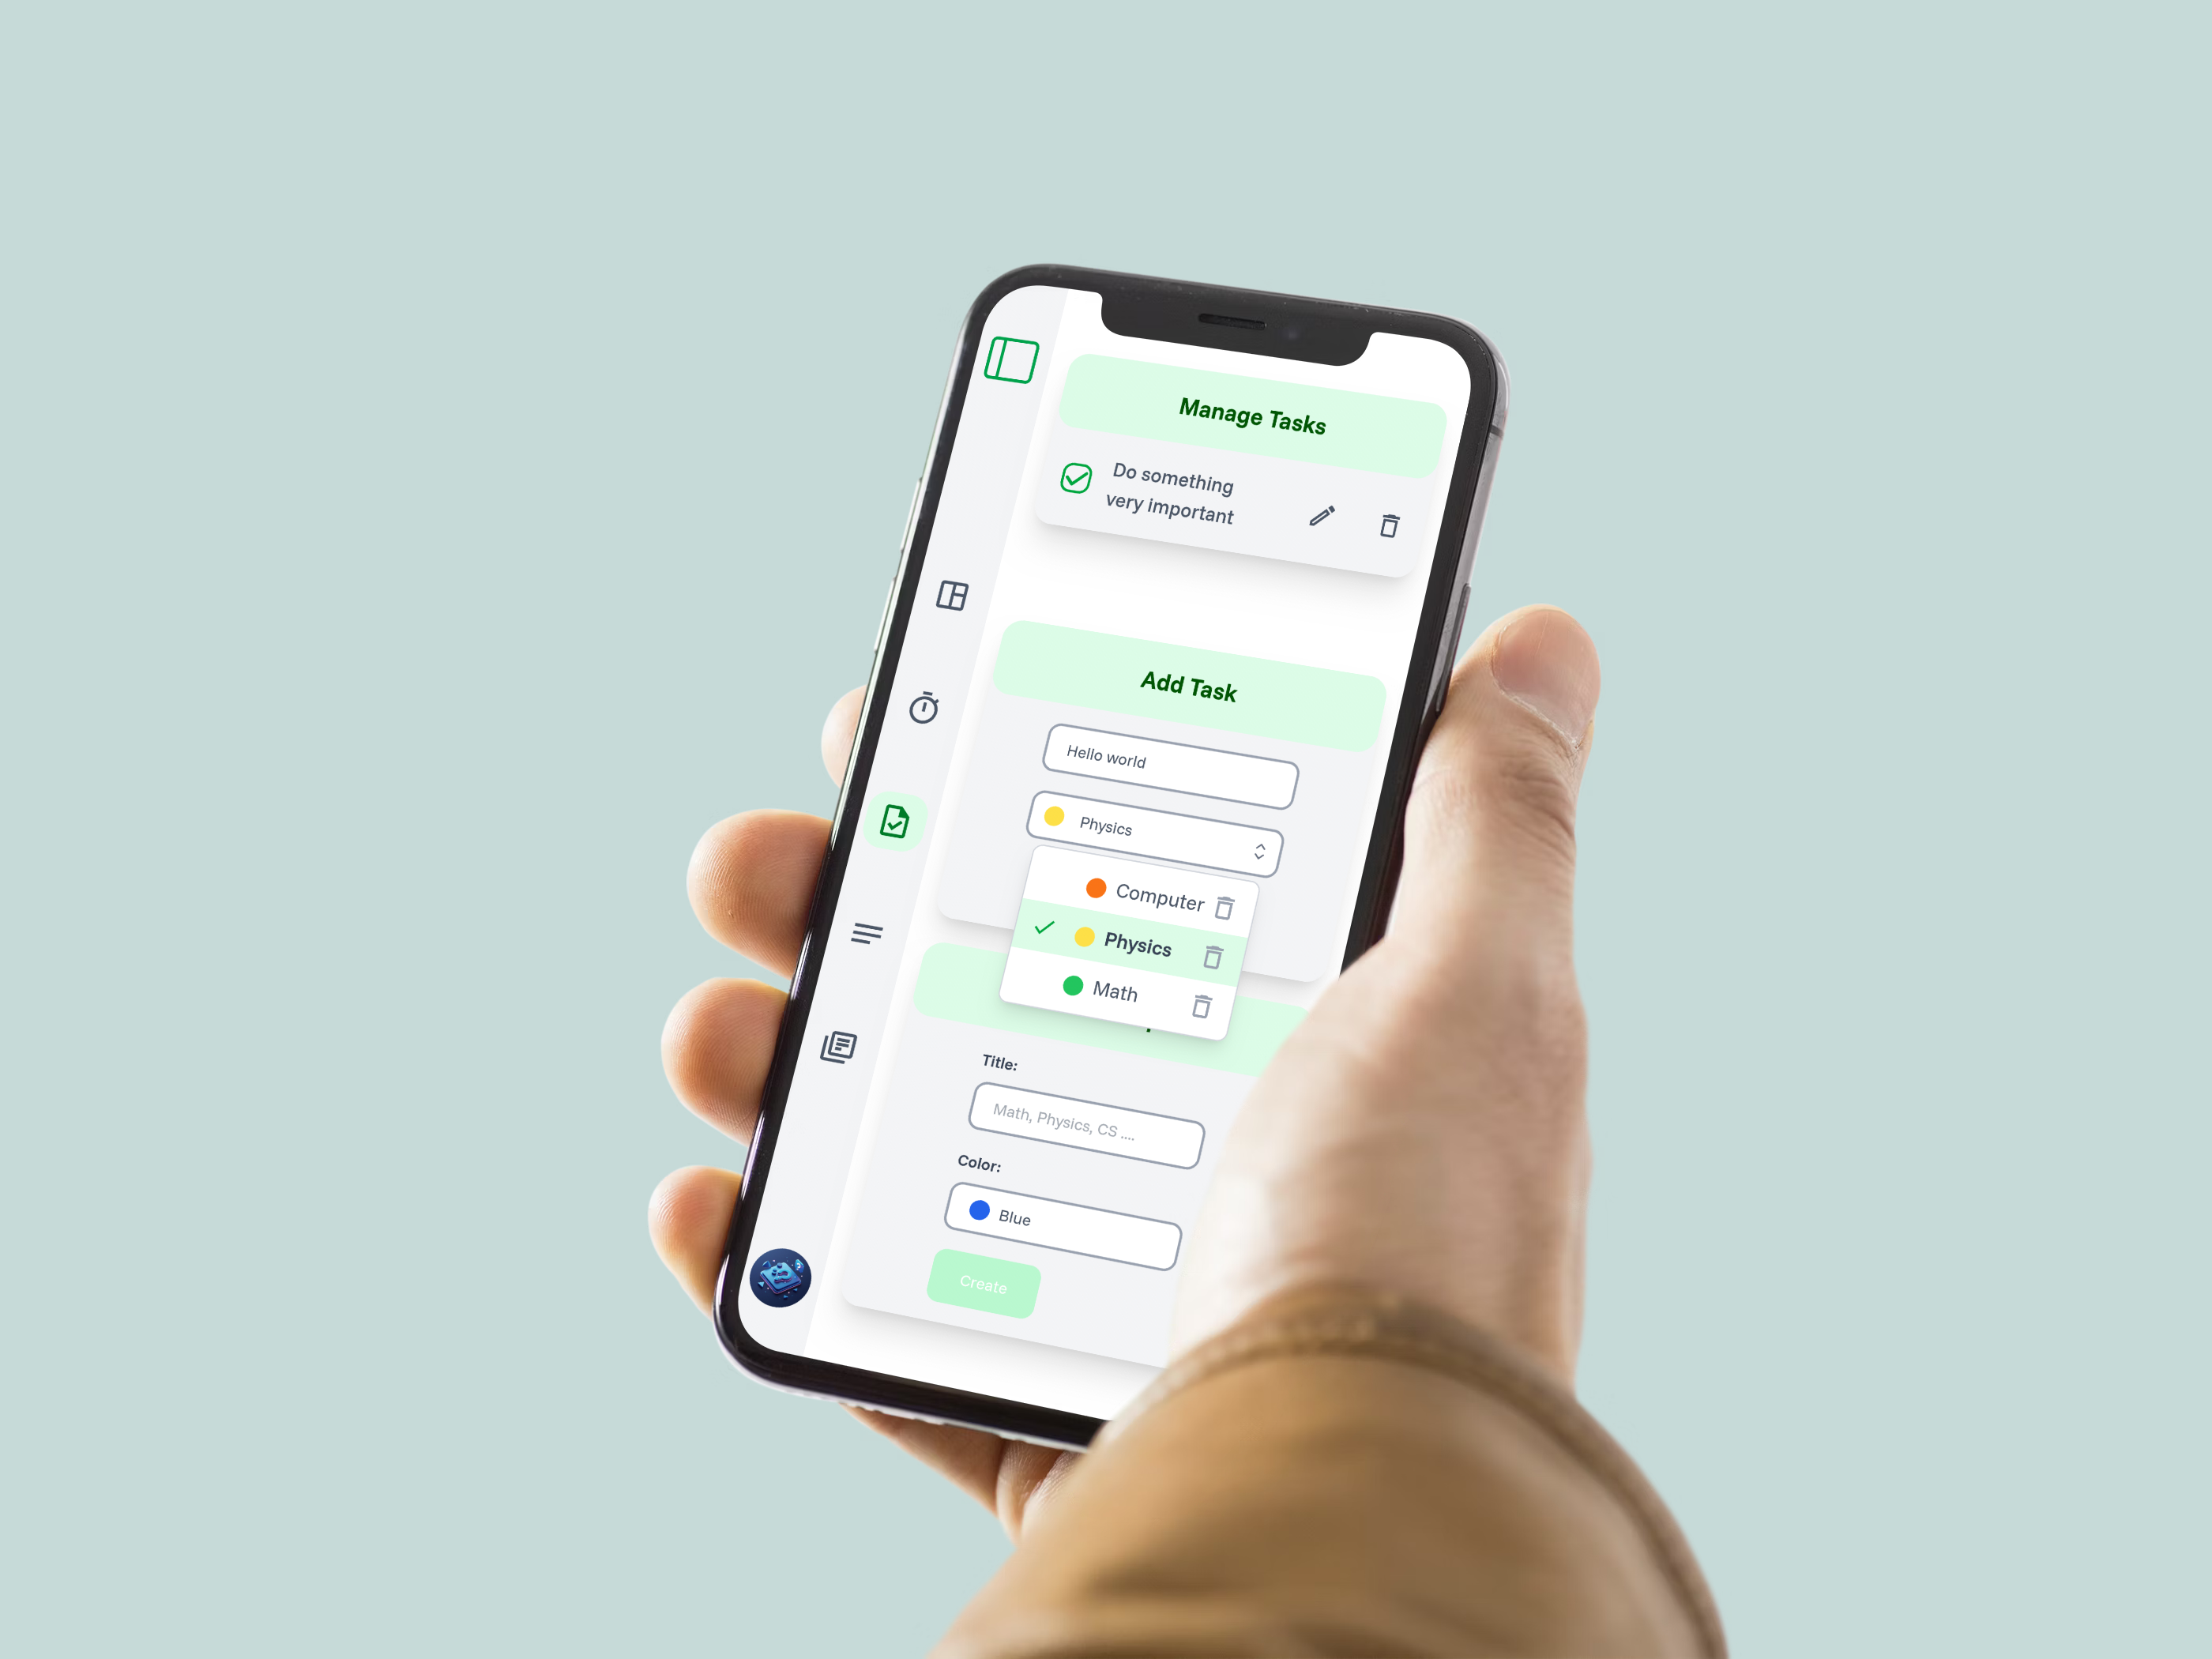 Manage Tasks
Do something
very important
Add Task
Hello world
Physics
Computer
Physics
Math
Title:
Math, Physics, CS ....
Color:
Blue
Create